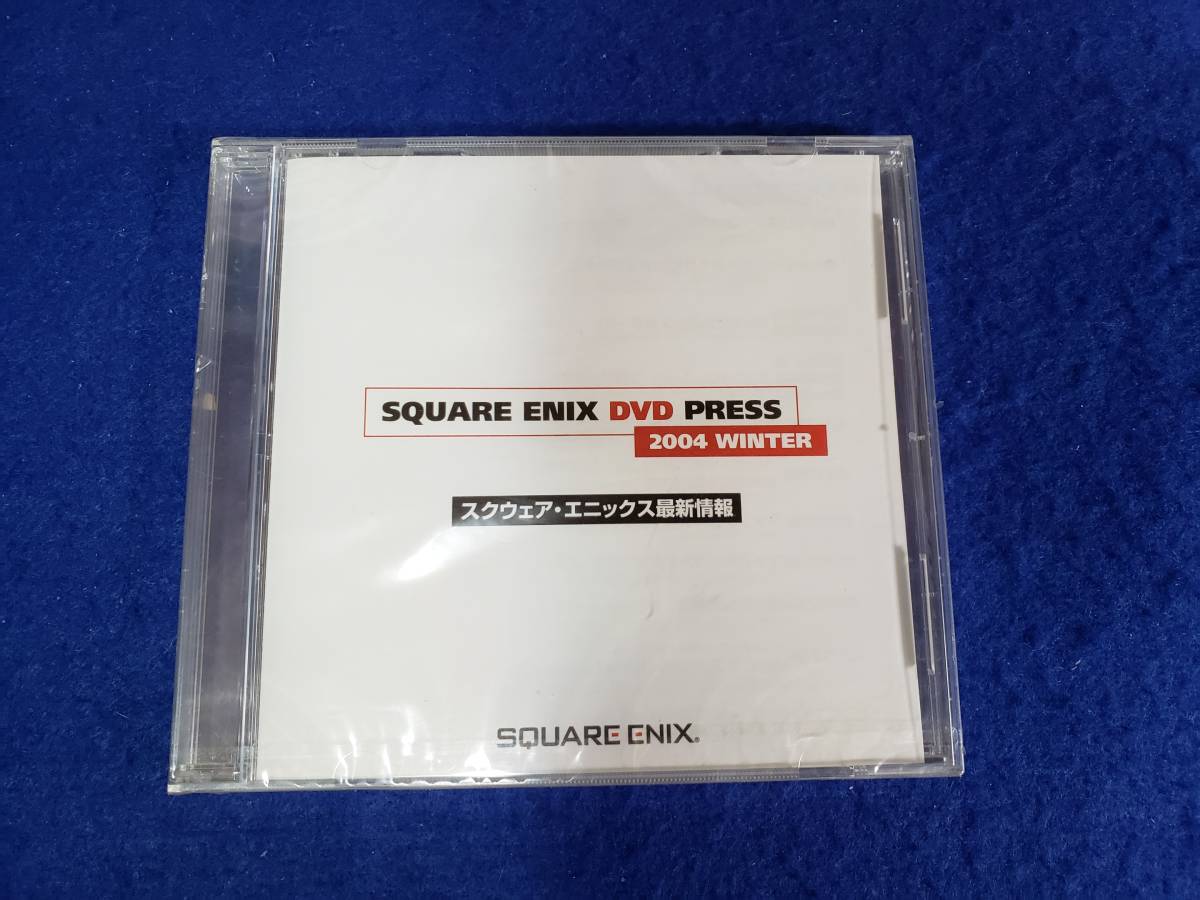 SQUARE ENIX DVD PRESS
2004 WINTER
スクウェア・エニックス最新情報
SQUARE ENIX®